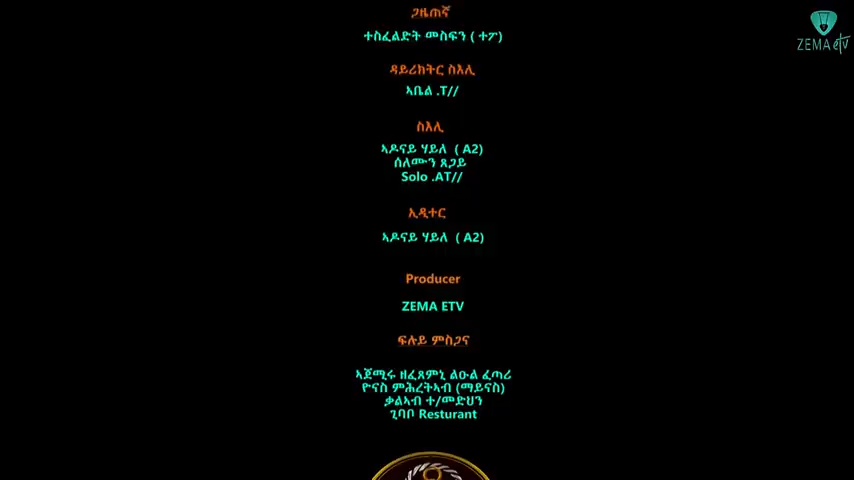 ጋዜጠኛ
ZEMA etv
ተስፈልድት መስፍን ( ተፖ)
ዳይሪክትር ስእሊ
ኣቤል .T//
ስእሊ
ኣዶናይ ሃይለ ( A2)
ሰለሙን ጸጋይ
Solo .AT//
ኢዲተር
ኣዶናይ ሃይለ ( A2)
Producer
ZEMA ETV
ፍሉይ ምስጋና
ኣጀሚሩ ዘፈጸምኒ ልዑል ፈጣሪ
ዮናስ ምሕረትኣብ (ማይናስ)
ቃልኣብ ተ/መድህን
ጊባቦ Resturant